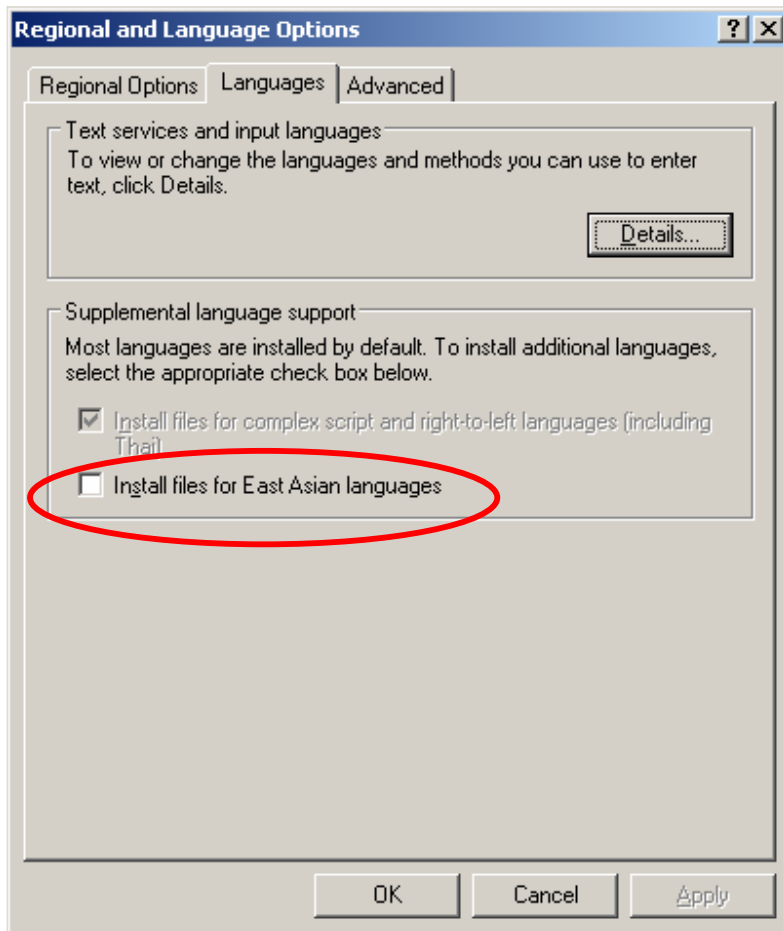 Regional and Language Options
Regional Options Languages Advanced
Text services and input languages
To view or change the languages and methods you can use to enter
text, click Details.
Details...
Supplemental language support
Most languages are installed by default. To install additional languages,
select the appropriate check box below.
Install files for complex script and right-to-left languages (including
Thai)
Install files for East Asian languages
OK Cancel Apply